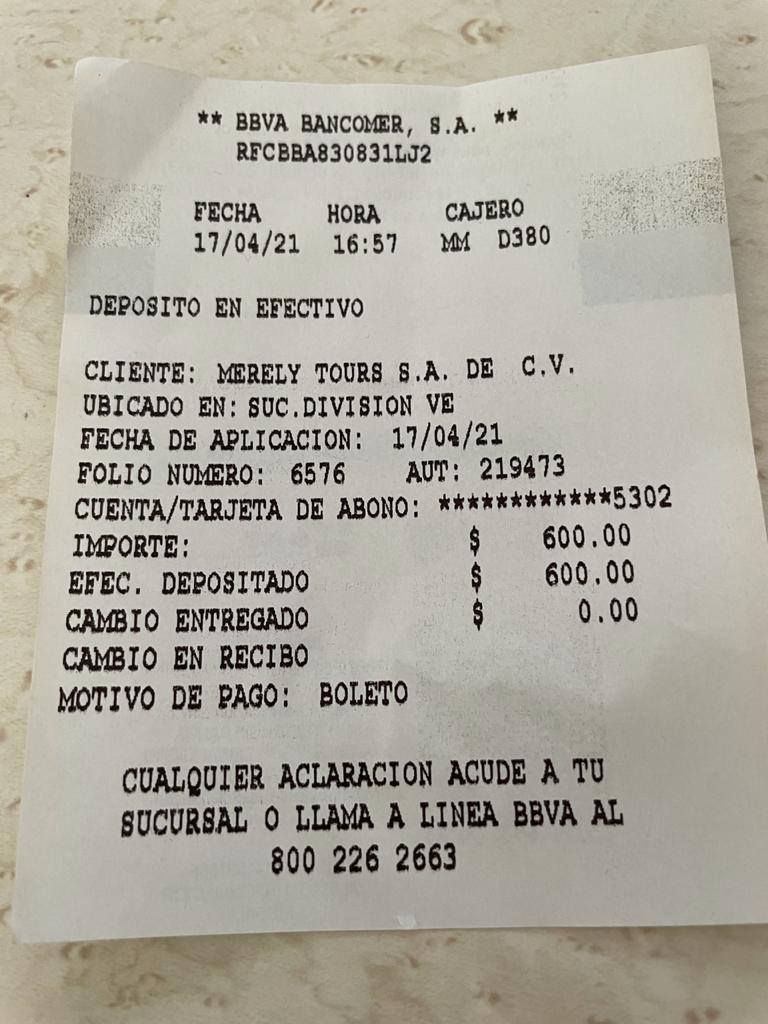 ** BBVA BANCOMER, S.A. **
RFCBBA830831LJ2
FECHA HORA CAJERO
17/04/21 16:57 MM D380
DEPOSITO EN EFECTIVO
CLIENTE: MERELY TOURS S.A. DE C.V.
UBICADO EN: SUC.DIVISION VE
FECHA DE APLICACION: 17/04/21
FOLIO NUMERO: 6576 AUT: 219473
CUENTA/TARJETA DE ABONO: ************5302
IMPORTE: $ 600.00
EFEC. DEPOSITADO $ 600.00
CAMBIO ENTREGADO $ 0.00
CAMBIO EN RECIBO
MOTIVO DE PAGO: BOLETO
CUALQUIER ACLARACION ACUDE A TU
SUCURSAL O LLAMA A LINEA BBVA AL
800 226 2663